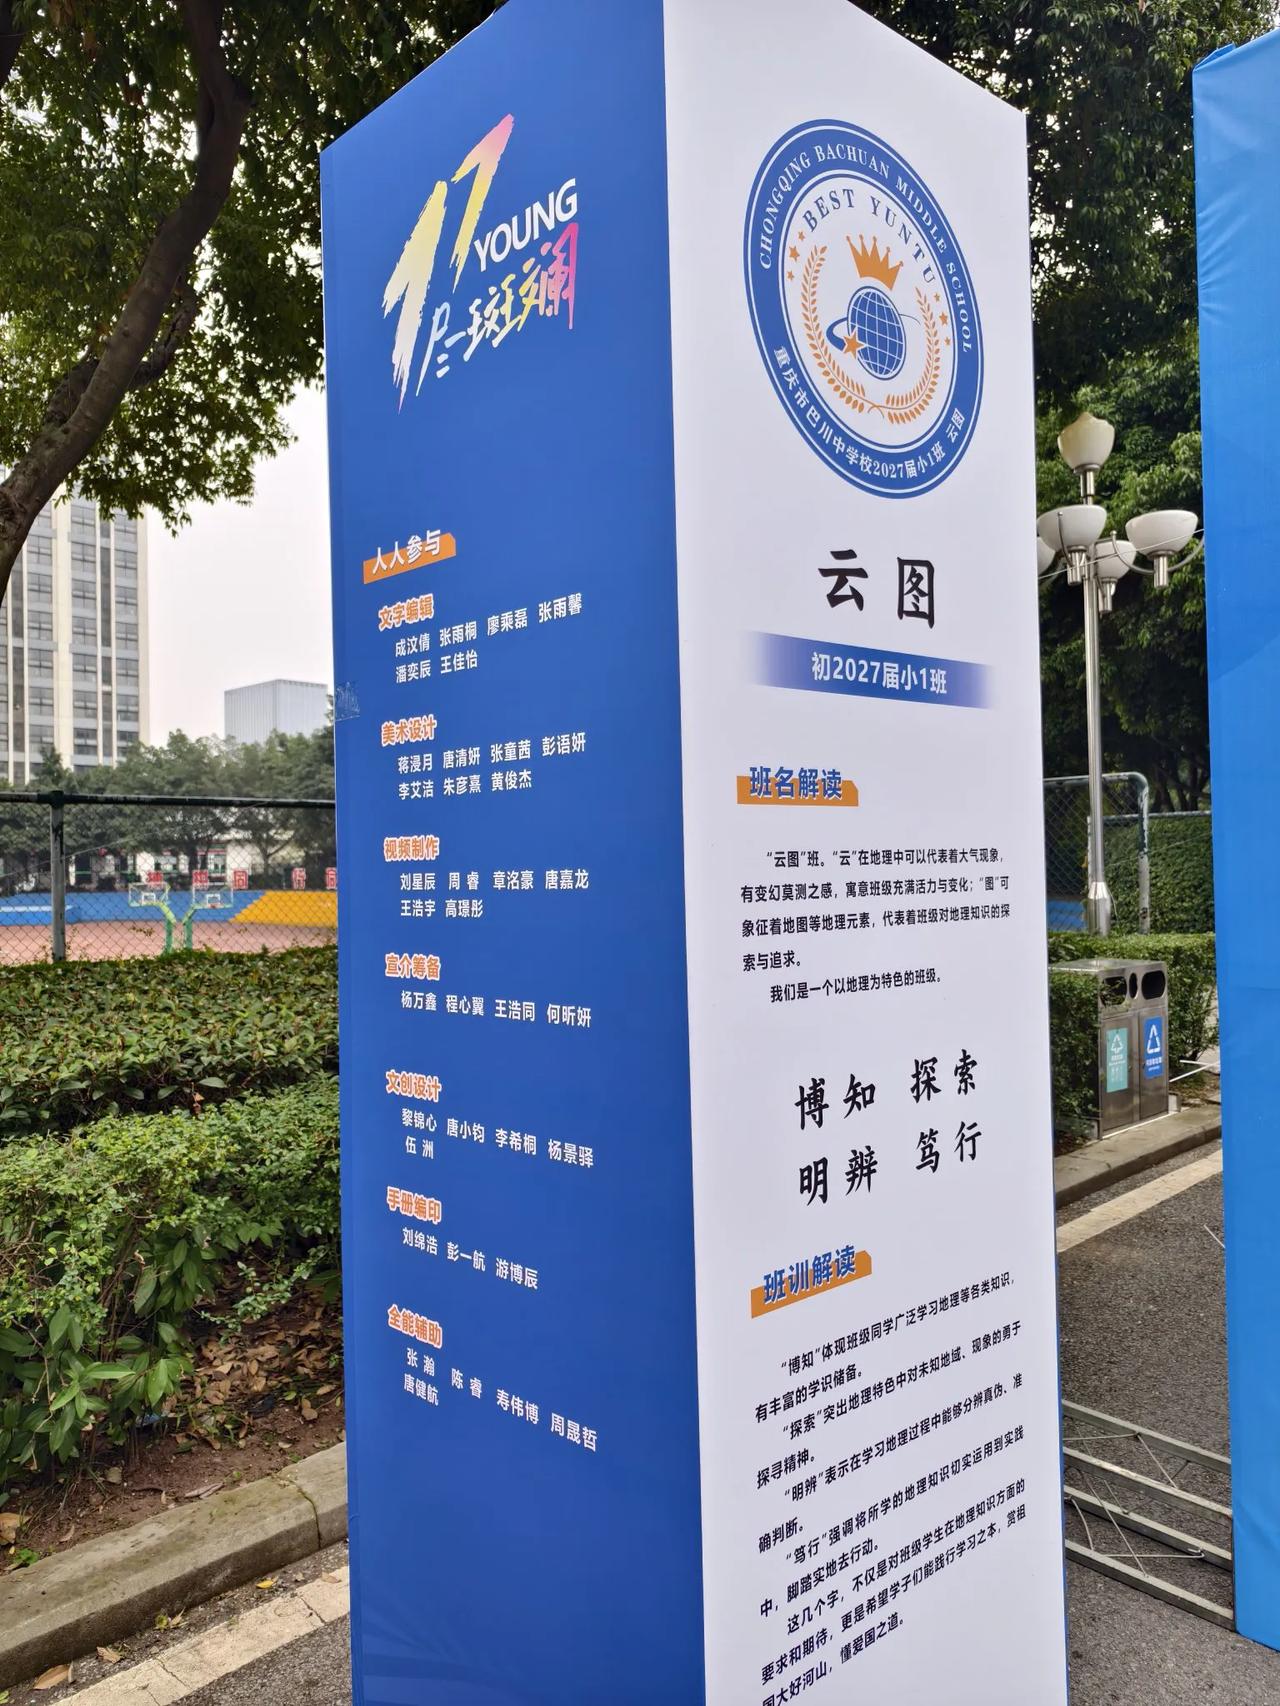 17
YOUNG
尽一班斑斓
人人参与
文字编辑
成汶倩 张雨桐 廖乘磊 张雨馨
潘奕辰 王佳怡
美术设计
蒋浸月 唐清妍 张童茜 彭语妍
李艾洁 朱彦熹 黄俊杰
视频制作
刘星辰 周睿 章洺豪 唐嘉龙
王浩宇 高璟彤
宣介筹备
杨万鑫 程心翼 王浩同 何昕妍
文创设计
黎锦心 唐小钧 李希桐 杨景驿
伍洲
手册编印
刘绵浩 彭一航 游博辰
全能辅助
张瀚 陈睿 寿伟博 周晟哲
唐健航
CHONGQING BACHUAN MIDDLE SCHOOL
BEST YUNTU
重庆市巴川中学校2027届小1班 云图
云图
初2027届小1班
班名解读
“云图”班。“云”在地理中可以代表着大气现象，
有变幻莫测之感，寓意班级充满活力与变化；“图”可
象征着地图等地理元素，代表着班级对地理知识的探
索与追求。
我们是一个以地理为特色的班级。
博知 探索
明辨 笃行
班训解读
“博知”体现班级同学广泛学习地理等各类知识，
有丰富的学识储备。
“探索”突出地理特色中对未知地域、现象的勇于
探寻精神。
“明辨”表示在学习地理过程中能够分辨真伪、准
确判断。
“笃行”强调将所学的地理知识切实运用到实践
中，脚踏实地去行动。
这几个字，不仅是对班级学生在地理知识方面的
要求和期待，更是希望学子们能践行学习之本，赏祖
国大好河山，懂爱国之道。